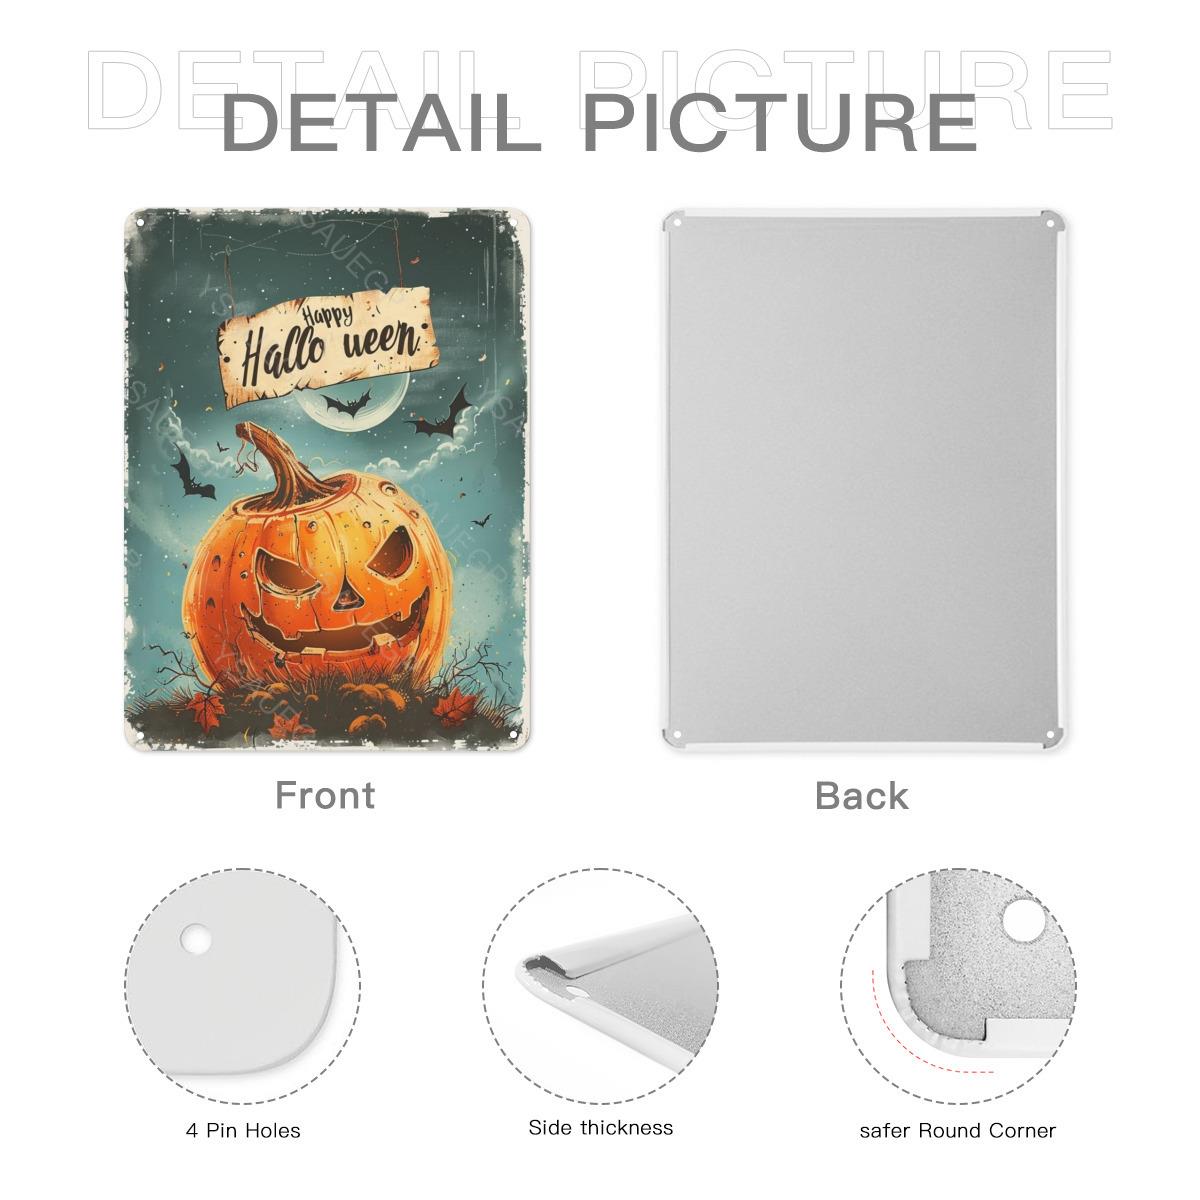 DETAIL PICTURE
DETAIL PICTURE
Happy
Hallo ueen
Front
Back
4 Pin Holes
Side thickness
safer Round Corner